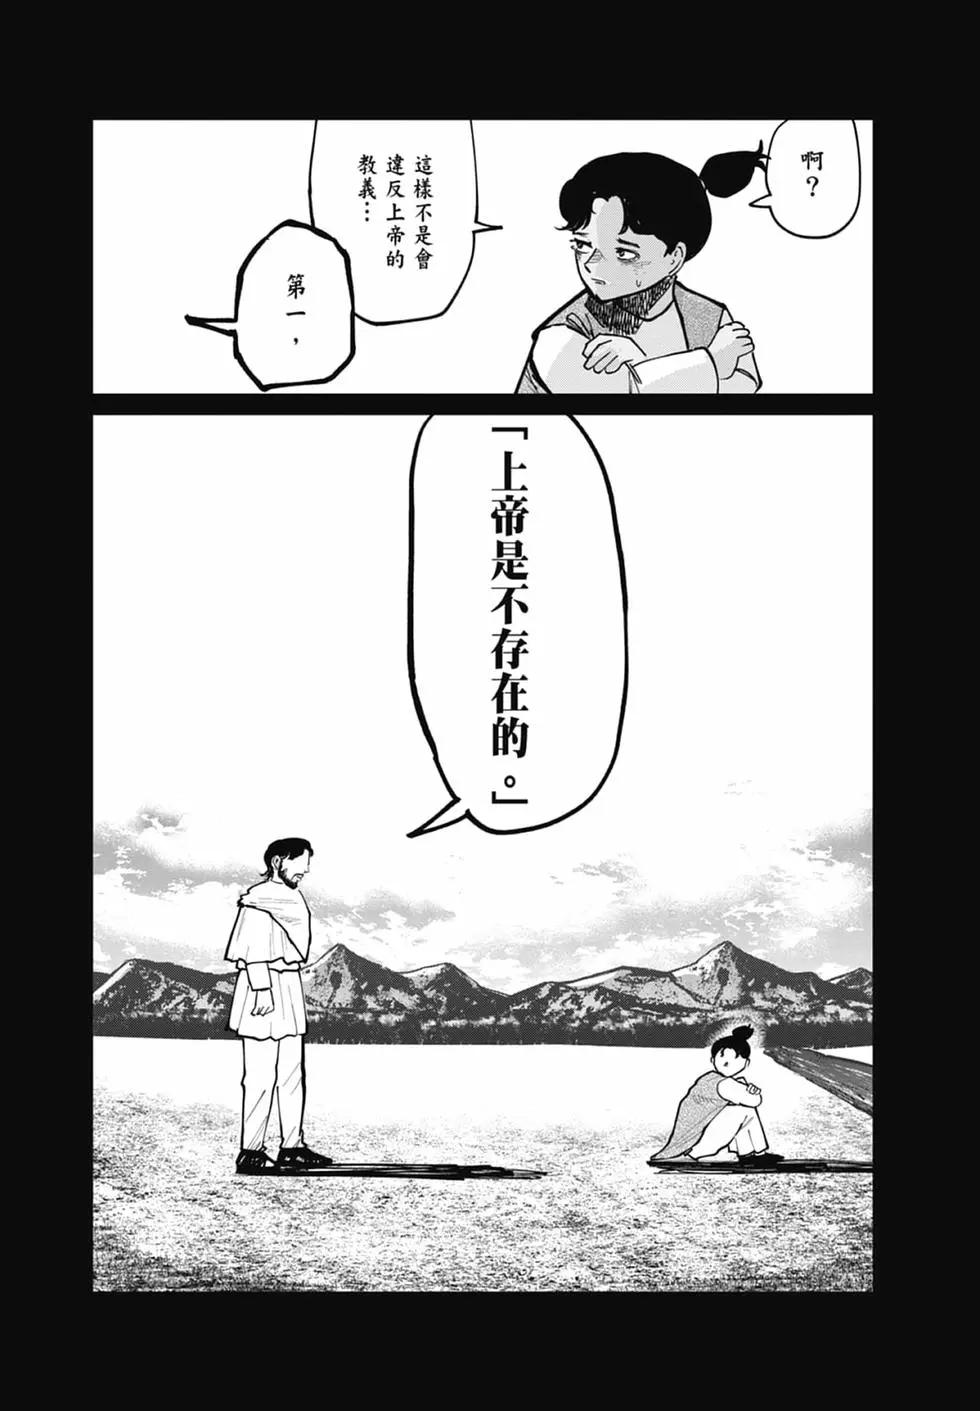 啊？
這樣不是會
違反上帝的
教義…
第一，
「上帝是不存在的。」